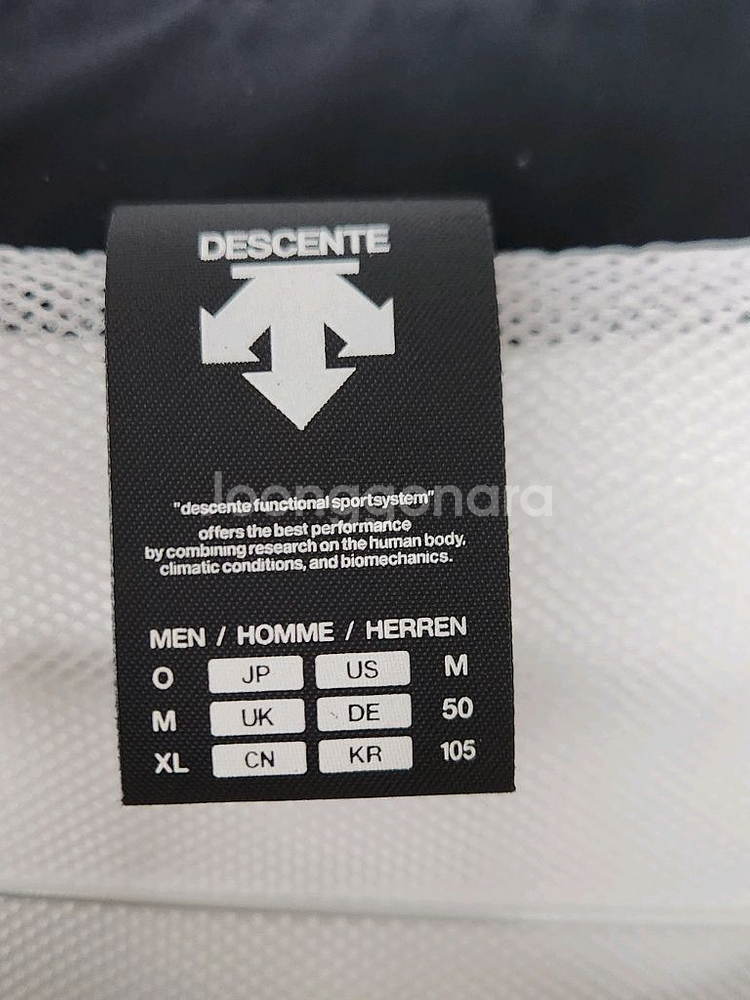 DESCENTE
"descente functional sportsystem"
offers the best performance
by combining research on the human body,
climatic conditions, and biomechanics.
MEN / HOMME / HERREN
O JP US M
M UK DE 50
XL CN KR 105
joonggonara